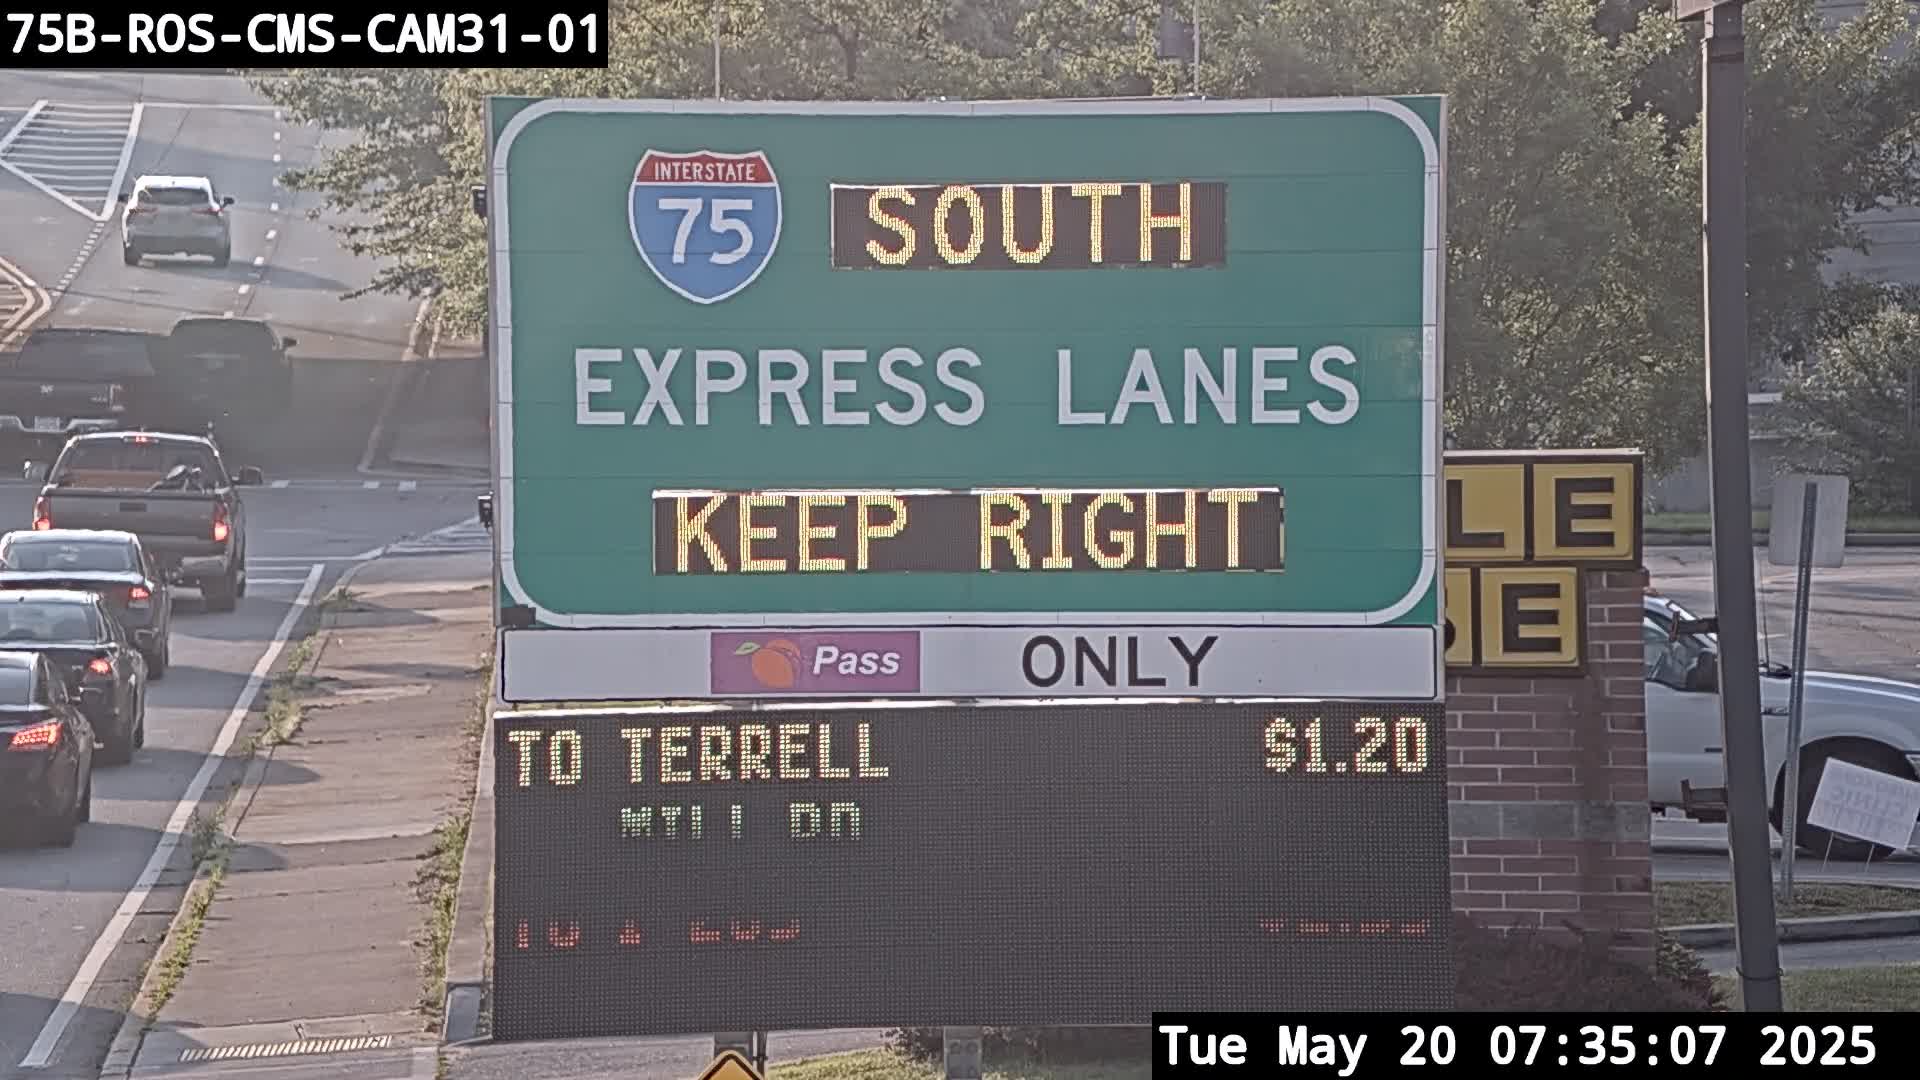 75B-ROS-CMS-CAM31-01
INTERSTATE
75
SOUTH
EXPRESS LANES
KEEP RIGHT
LE
E
Pass ONLY
TO TERRELL $1.20
MILL
Tue May 20 07:35:07 2025